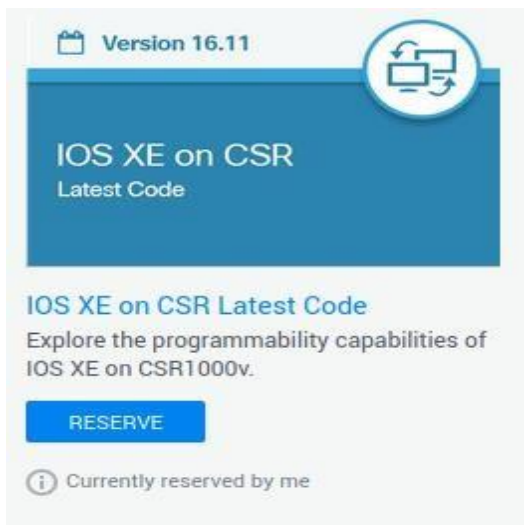 Version 16.11
IOS XE on CSR
Latest Code
IOS XE on CSR Latest Code
Explore the programmability capabilities of
IOS XE on CSR1000v.
RESERVE
Currently reserved by me